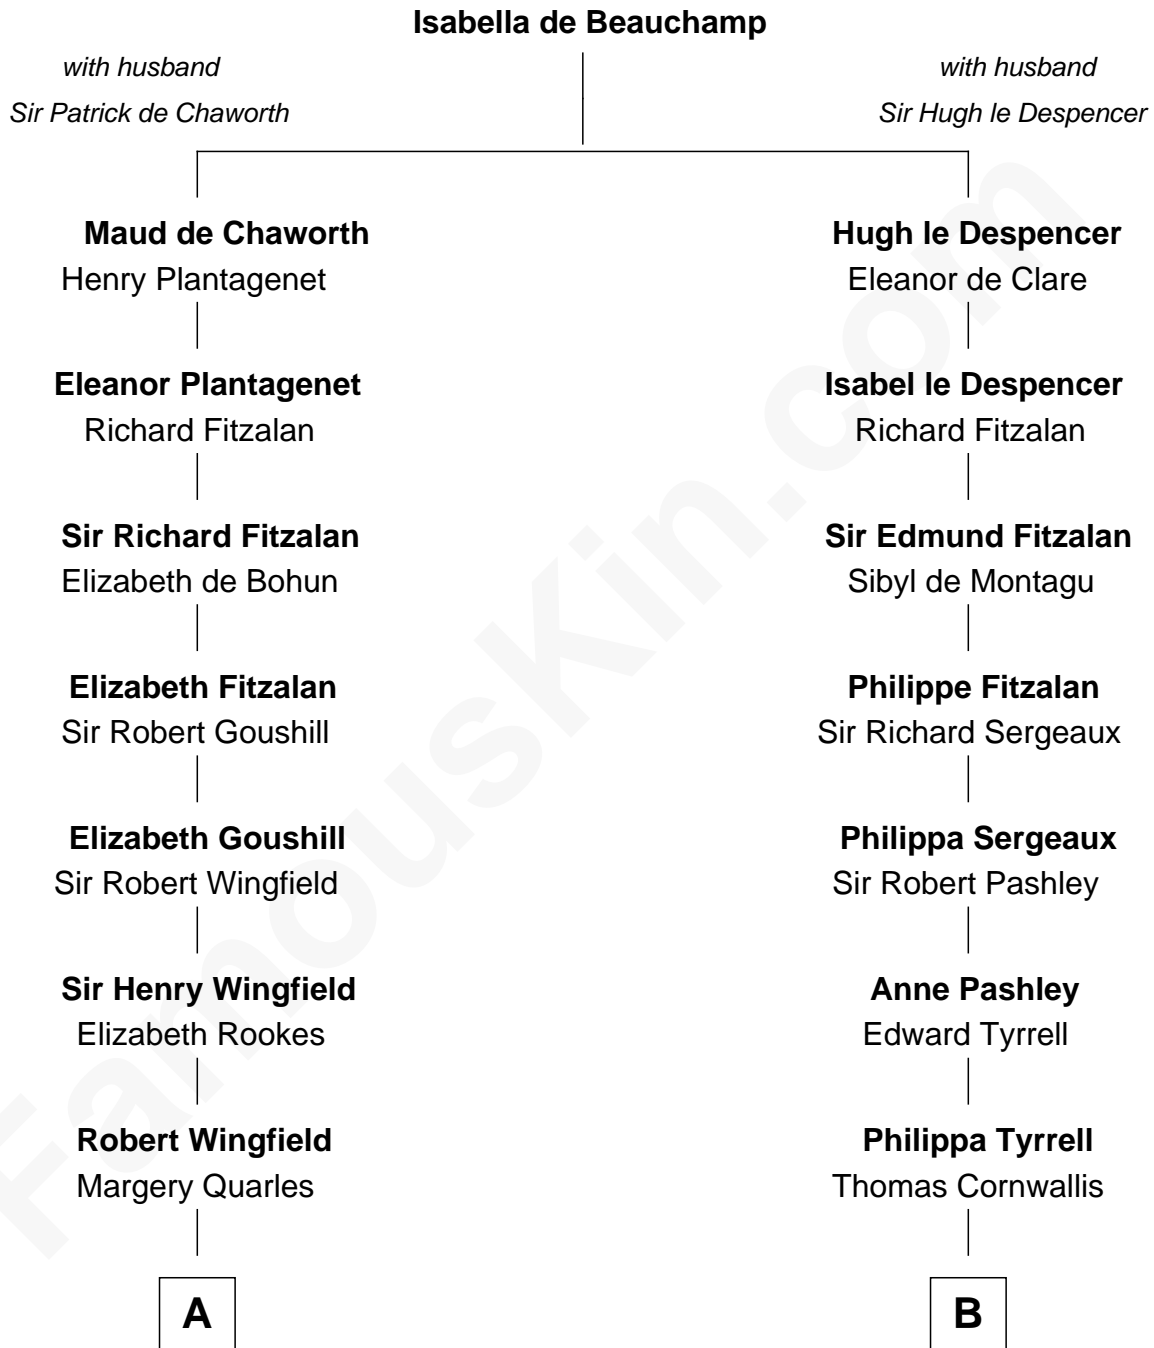 Isabella de Beauchamp
with husband
Sir Patrick de Chaworth
with husband
Sir Hugh le Despencer
Maud de Chaworth
Henry Plantagenet
Hugh le Despencer
Eleanor de Clare
Eleanor Plantagenet
Richard Fitzalan
Isabel le Despencer
Richard Fitzalan
Sir Richard Fitzalan
Elizabeth de Bohun
Sir Edmund Fitzalan
Sibyl de Montagu
Elizabeth Fitzalan
Sir Robert Goushill
Philippe Fitzalan
Sir Richard Sergeaux
Elizabeth Goushill
Sir Robert Wingfield
Philippa Sergeaux
Sir Robert Pashley
Sir Henry Wingfield
Elizabeth Rookes
Anne Pashley
Edward Tyrrell
Robert Wingfield
Margery Quarles
Philippa Tyrrell
Thomas Cornwallis
A
B
FamousKin.com